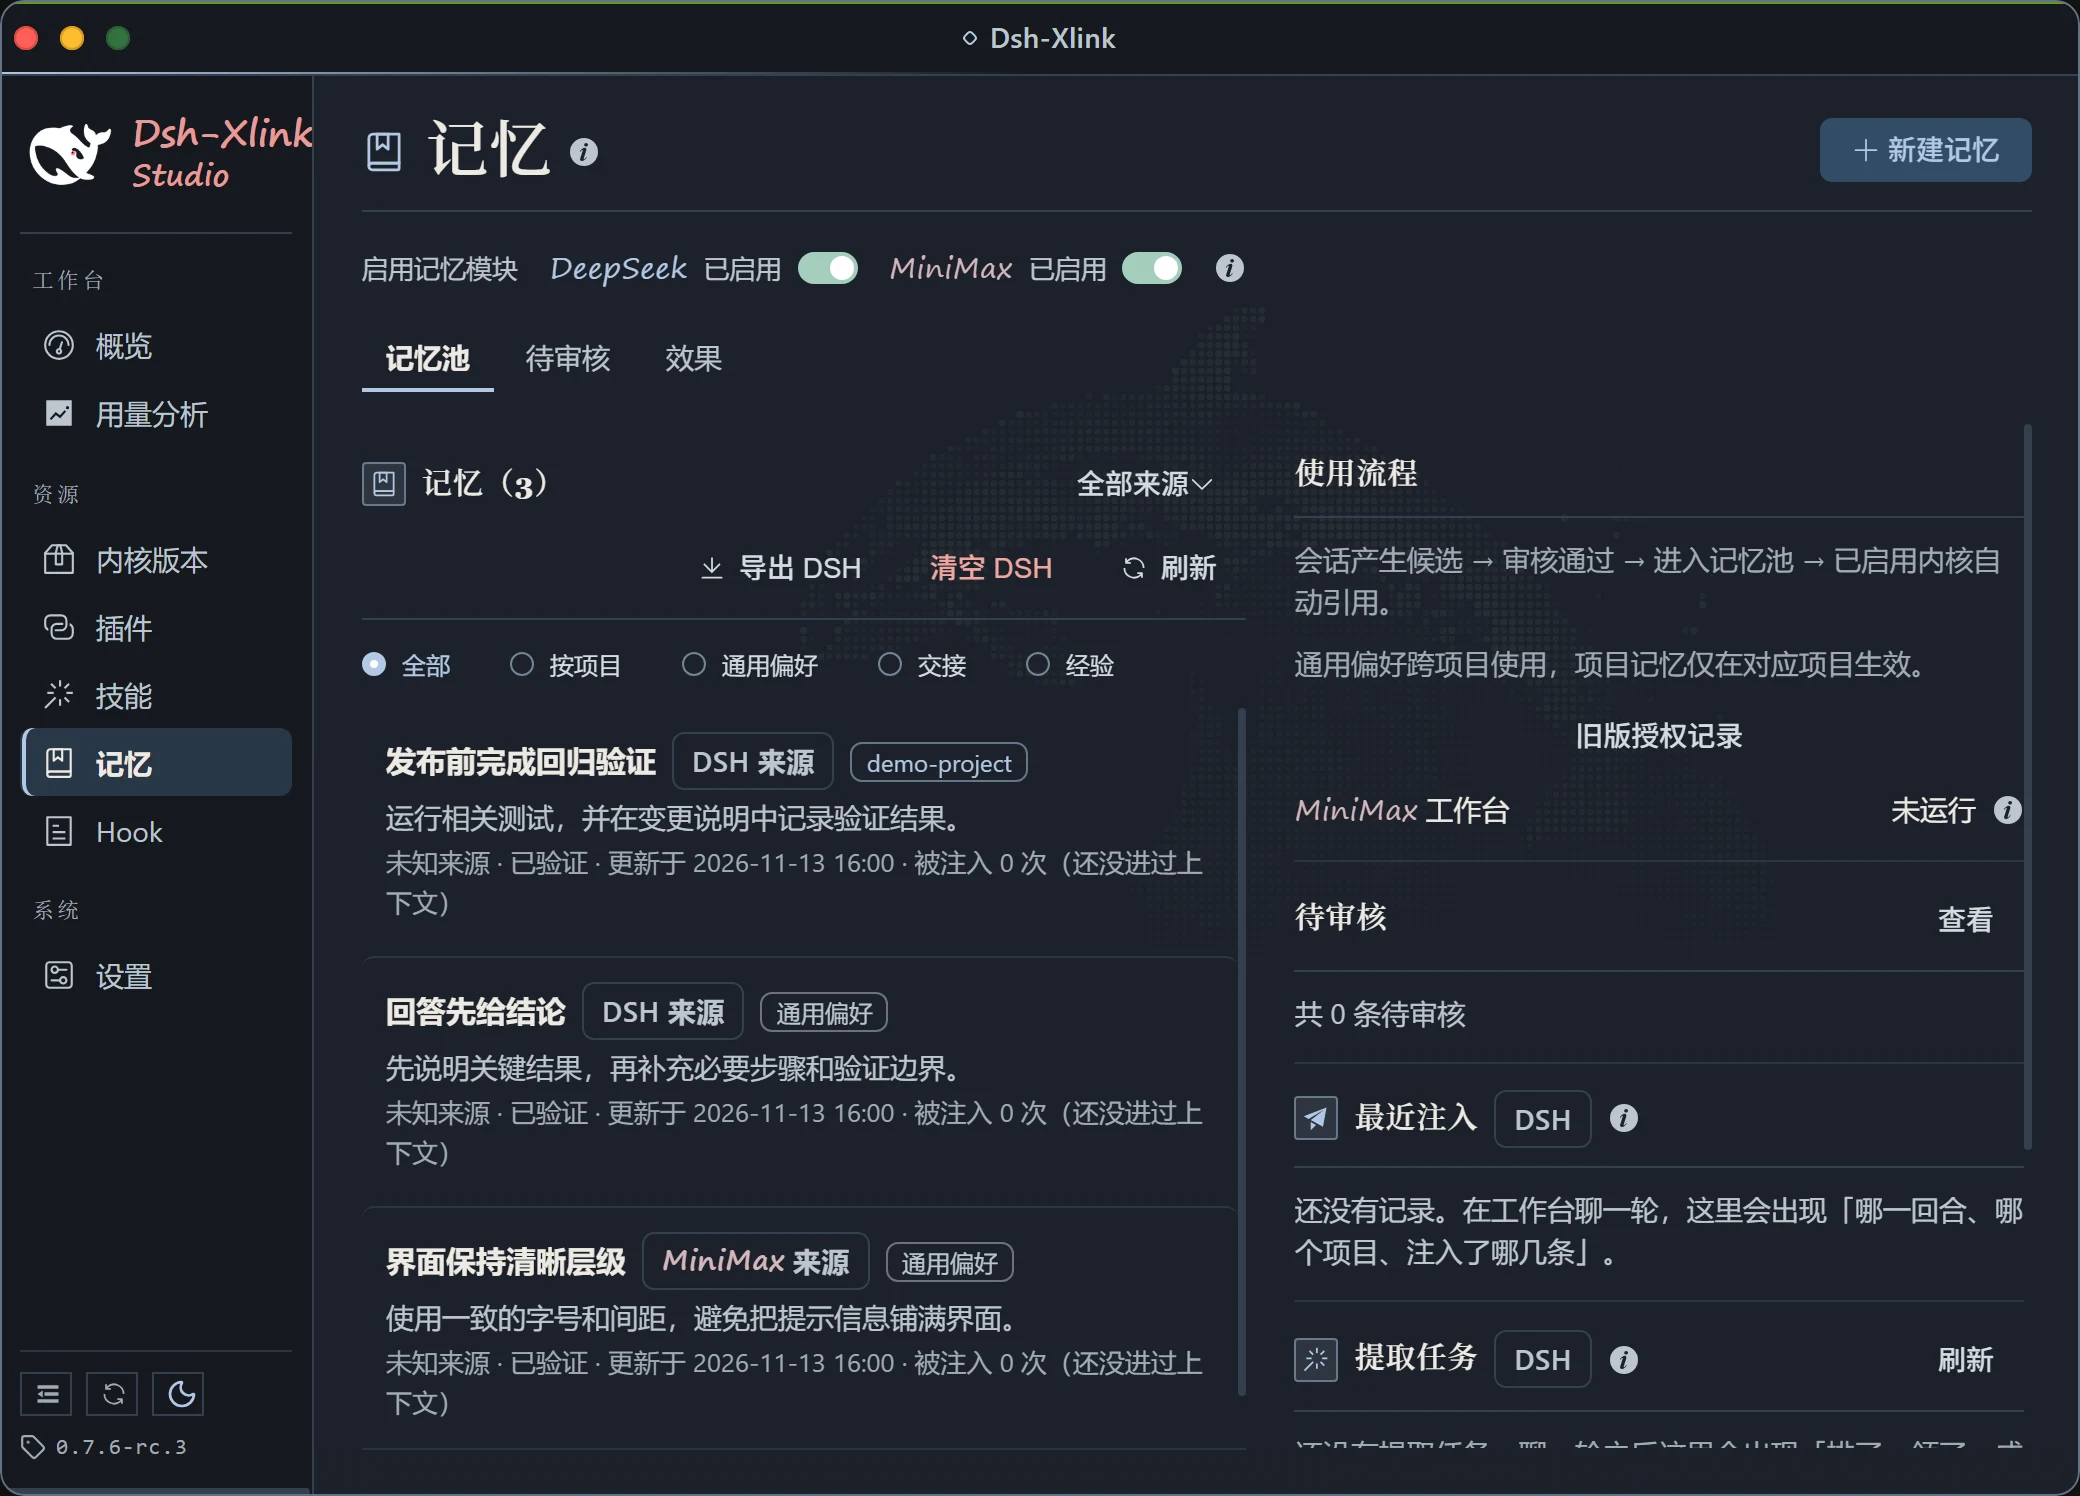 Dsh-Xlink
Dsh-Xlink
Studio
工作台
概览
用量分析
资源
内核版本
插件
技能
记忆
Hook
系统
设置
0.7.6-rc.3
记忆
新建记忆
启用记忆模块 DeepSeek 已启用 MiniMax 已启用
记忆池 待审核 效果
记忆（3）
全部来源
导出 DSH 清空 DSH 刷新
全部 按项目 通用偏好 交接 经验
发布前完成回归验证 DSH 来源 demo-project
运行相关测试，并在变更说明中记录验证结果。
未知来源 · 已验证 · 更新于 2026-11-13 16:00 · 被注入 0 次（还没进过上
下文）
回答先给结论 DSH 来源 通用偏好
先说明关键结果，再补充必要步骤和验证边界。
未知来源 · 已验证 · 更新于 2026-11-13 16:00 · 被注入 0 次（还没进过上
下文）
界面保持清晰层级 MiniMax 来源 通用偏好
使用一致的字号和间距，避免把提示信息铺满界面。
未知来源 · 已验证 · 更新于 2026-11-13 16:00 · 被注入 0 次（还没进过上
下文）
使用流程
会话产生候选 → 审核通过 → 进入记忆池 → 已启用内核自
动引用。
通用偏好跨项目使用，项目记忆仅在对应项目生效。
旧版授权记录
MiniMax 工作台 未运行
待审核 查看
共 0 条待审核
最近注入 DSH
还没有记录。在工作台聊一轮，这里会出现「哪一回合、哪
个项目、注入了哪几条」。
提取任务 DSH 刷新